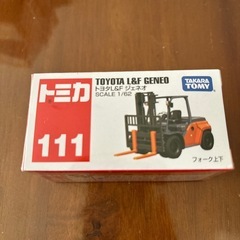 トミカ
111
TOYOTA L&F GENEO
トヨタL&F ジェネオ
SCALE 1/62
TAKARA
TOMY
フォーク上下